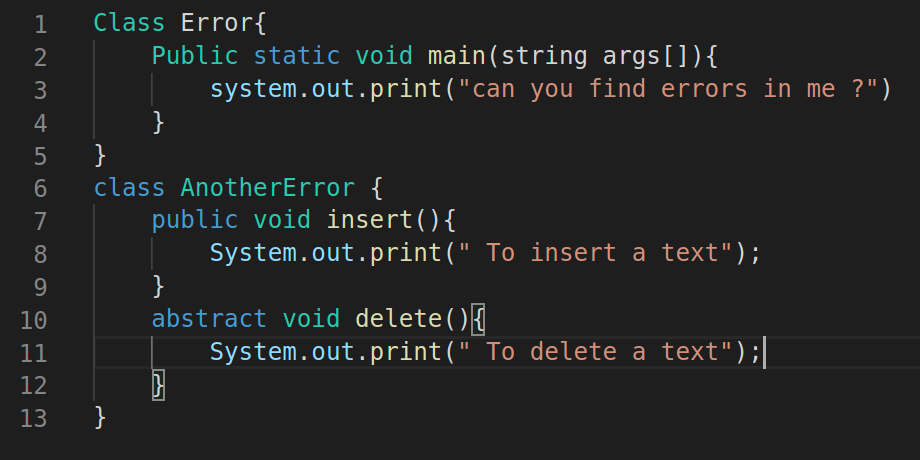 1 Class Error{
2 Public static void main(string args[]){
3 system.out.print("can you find errors in me ?")
4 }
5 }
6 class AnotherError {
7 public void insert(){
8 System.out.print(" To insert a text");
9 }
10 abstract void delete(){
11 System.out.print(" To delete a text");
12 }
13 }